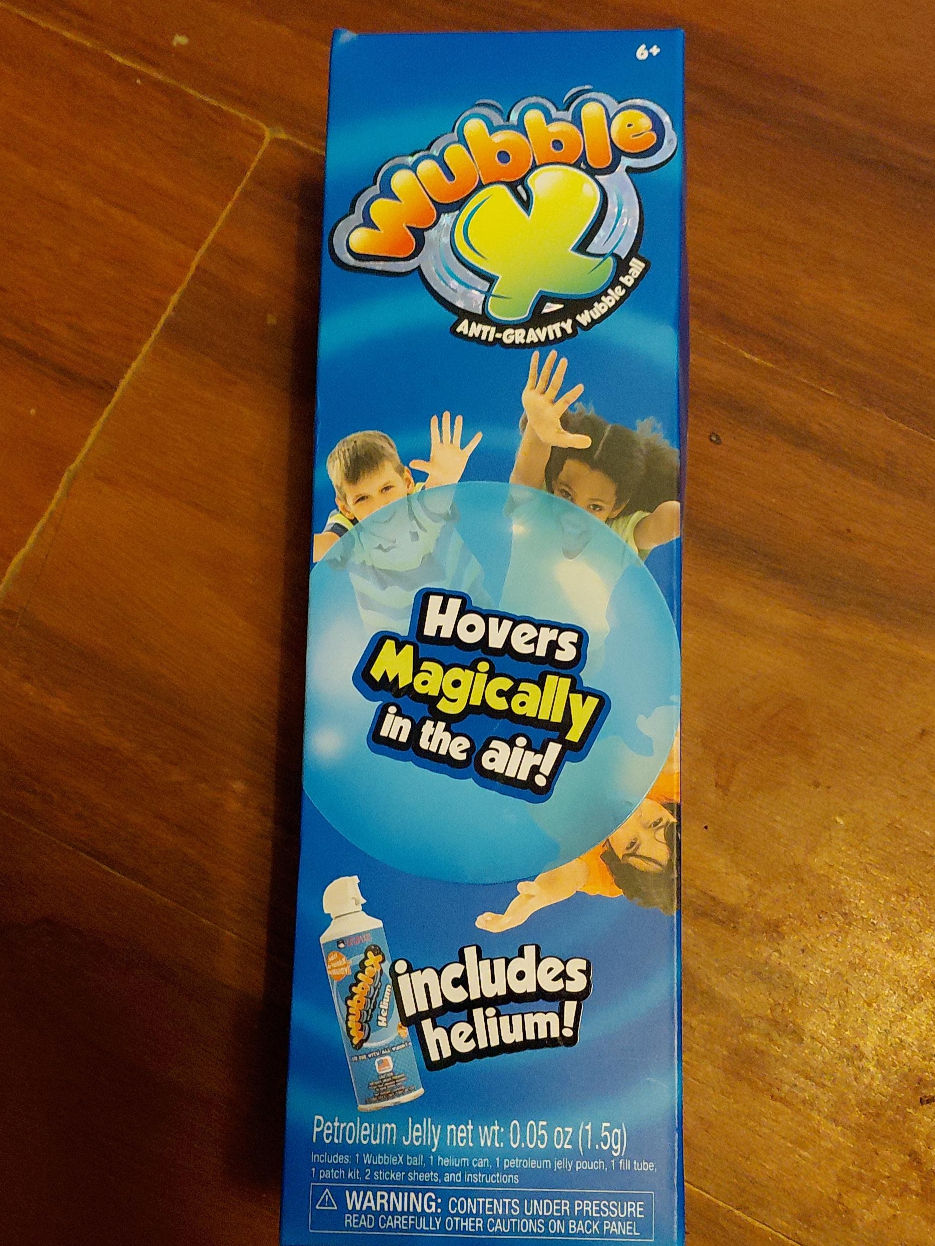 6+
Wubble
X
ANTI-GRAVITY Wubble ball
Hovers
Magically
in the air!
WubbleX
Helium
includes
helium!
Petroleum Jelly net wt: 0.05 oz (1.5g)
Includes: 1 WubbleX ball, 1 helium can, 1 petroleum jelly pouch, 1 fill tube,
1 patch kit, 2 sticker sheets, and instructions
WARNING: CONTENTS UNDER PRESSURE
READ CAREFULLY OTHER CAUTIONS ON BACK PANEL